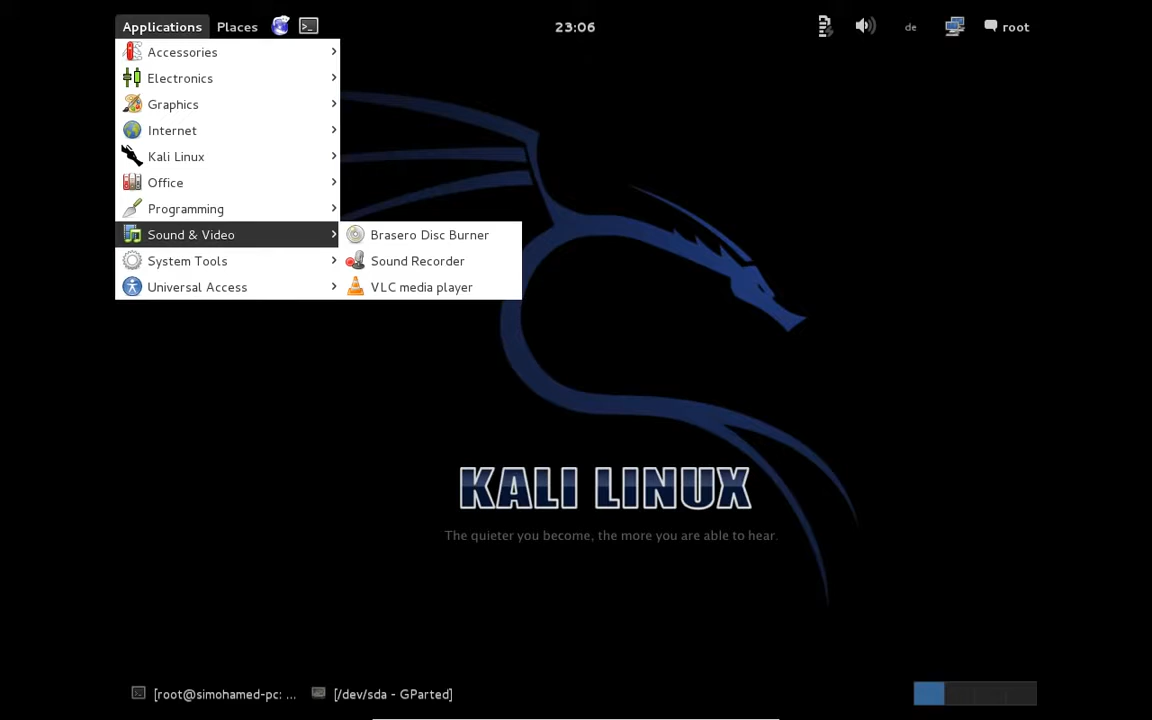 Applications Places 23:06 de root
Accessories
Electronics
Graphics
Internet
Kali Linux
Office
Programming
Sound & Video
System Tools
Universal Access
Brasero Disc Burner
Sound Recorder
VLC media player
KALI LINUX
The quieter you become, the more you are able to hear.
[root@simohamed-pc: ... [/dev/sda - GParted]